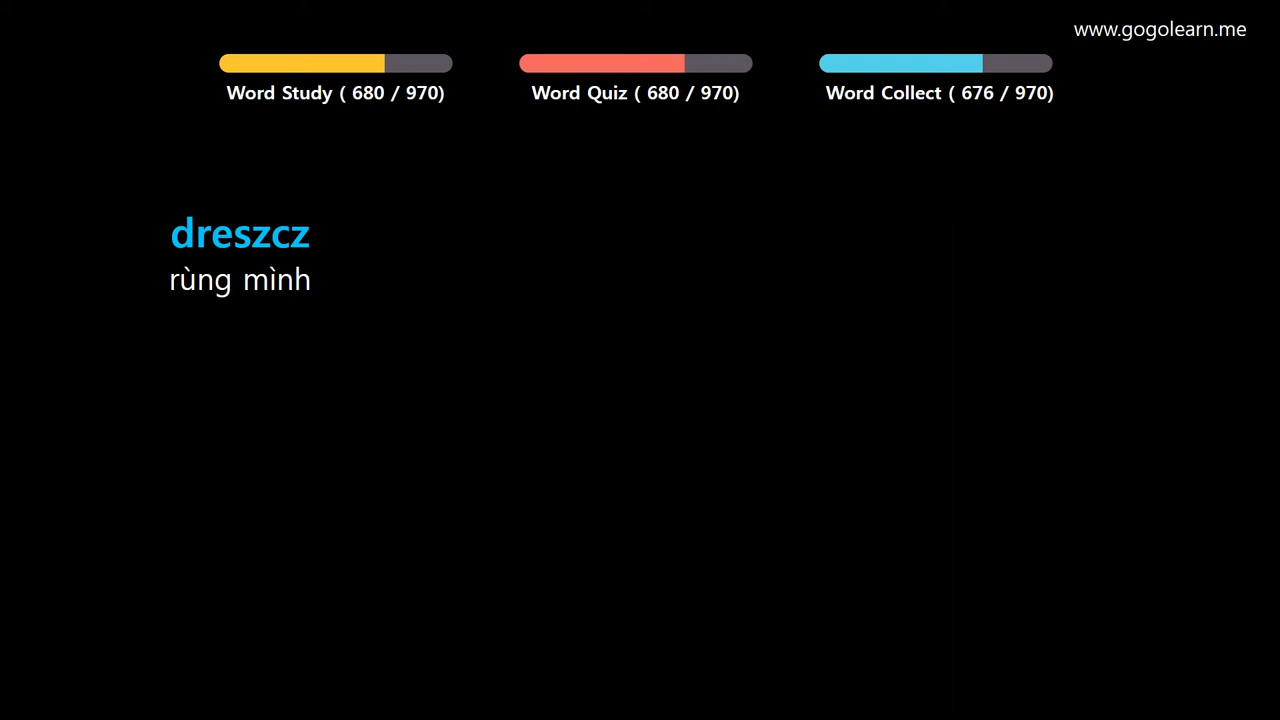 www.gogolearn.me
Word Study ( 680 / 970)
Word Quiz ( 680 / 970)
Word Collect ( 676 / 970)
dreszcz
rùng mình